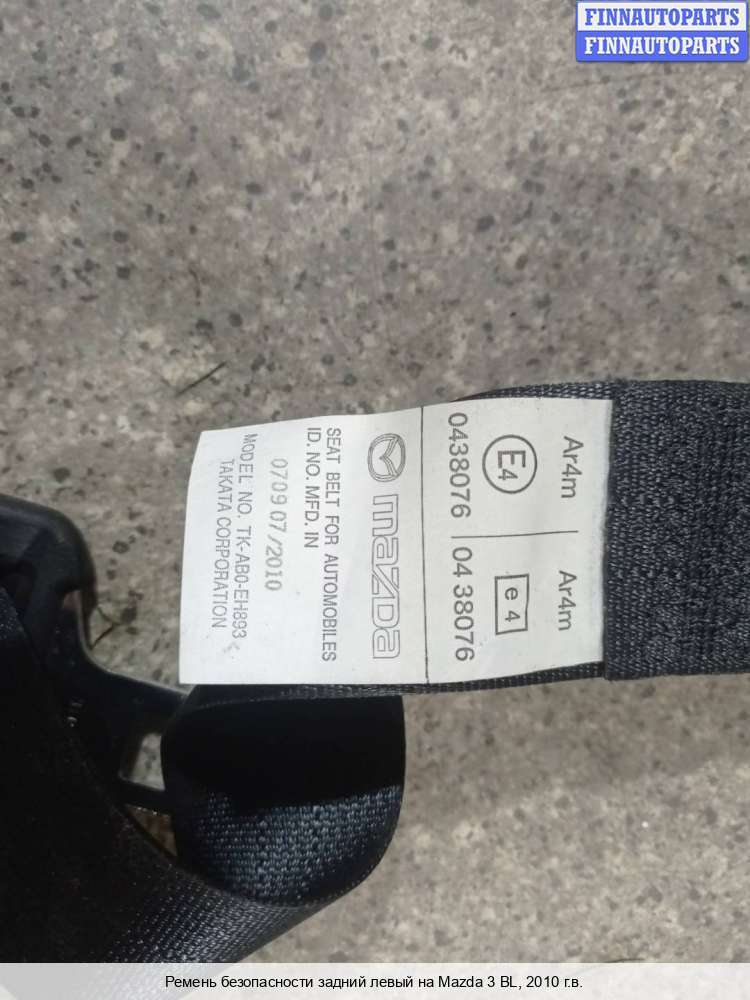 FINNAUTOPARTS
FINNAUTOPARTS
Ar4m
Ar4m
E4
e4
0438076
04 38076
mazda
SEAT BELT FOR AUTOMOBILES
ID. NO. MFD. IN
0709 07/2010
MODEL NO. TK-AB0-EH893
TAKATA CORPORATION
Ремень безопасности задний левый на Mazda 3 BL, 2010 г.в.